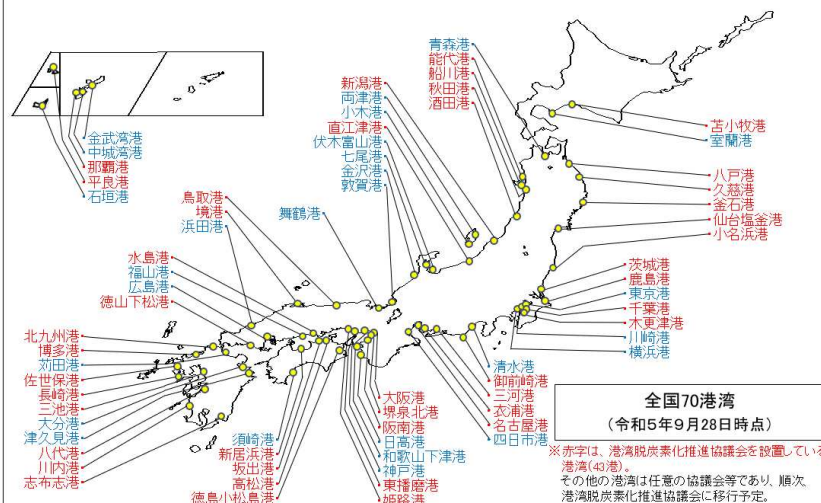 青森港
能代港
船川港
秋田港
酒田港
新潟港
両津港
小木港
直江津港
伏木富山港
七尾港
金沢港
敦賀港
舞鶴港
鳥取港
境港
浜田港
水島港
福山港
広島港
徳山下松港
北九州港
博多港
苅田港
佐世保港
長崎港
三池港
大分港
津久見港
八代港
川内港
志布志港
金武湾港
中城湾港
那覇港
平良港
石垣港
苫小牧港
室蘭港
八戸港
久慈港
釜石港
仙台塩釜港
小名浜港
茨城港
鹿島港
東京港
千葉港
木更津港
川崎港
横浜港
清水港
御前崎港
三河港
衣浦港
名古屋港
四日市港
大阪港
堺泉北港
阪南港
日高港
和歌山下津港
神戸港
東播磨港
姫路港
須崎港
新居浜港
坂出港
高松港
徳島小松島港
全国70港湾
(令和5年9月28日時点)
※赤字は、港湾脱炭素化推進協議会を設置している
港湾(43港)。
その他の港湾は任意の協議会等であり、順次、
港湾脱炭素化推進協議会に移行予定。